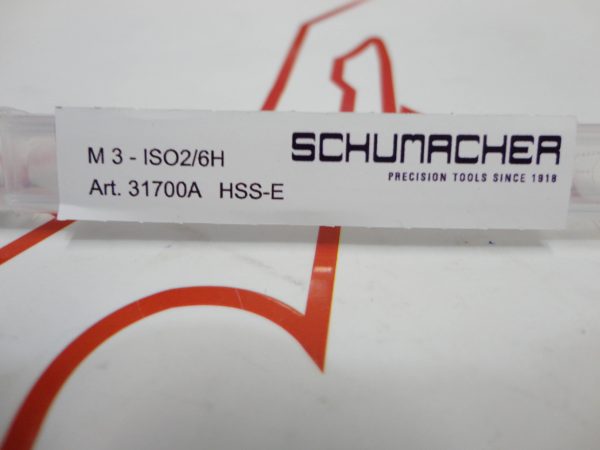 M 3 - ISO2/6H
Art. 31700A HSS-E
SCHUMACHER
PRECISION TOOLS SINCE 1918